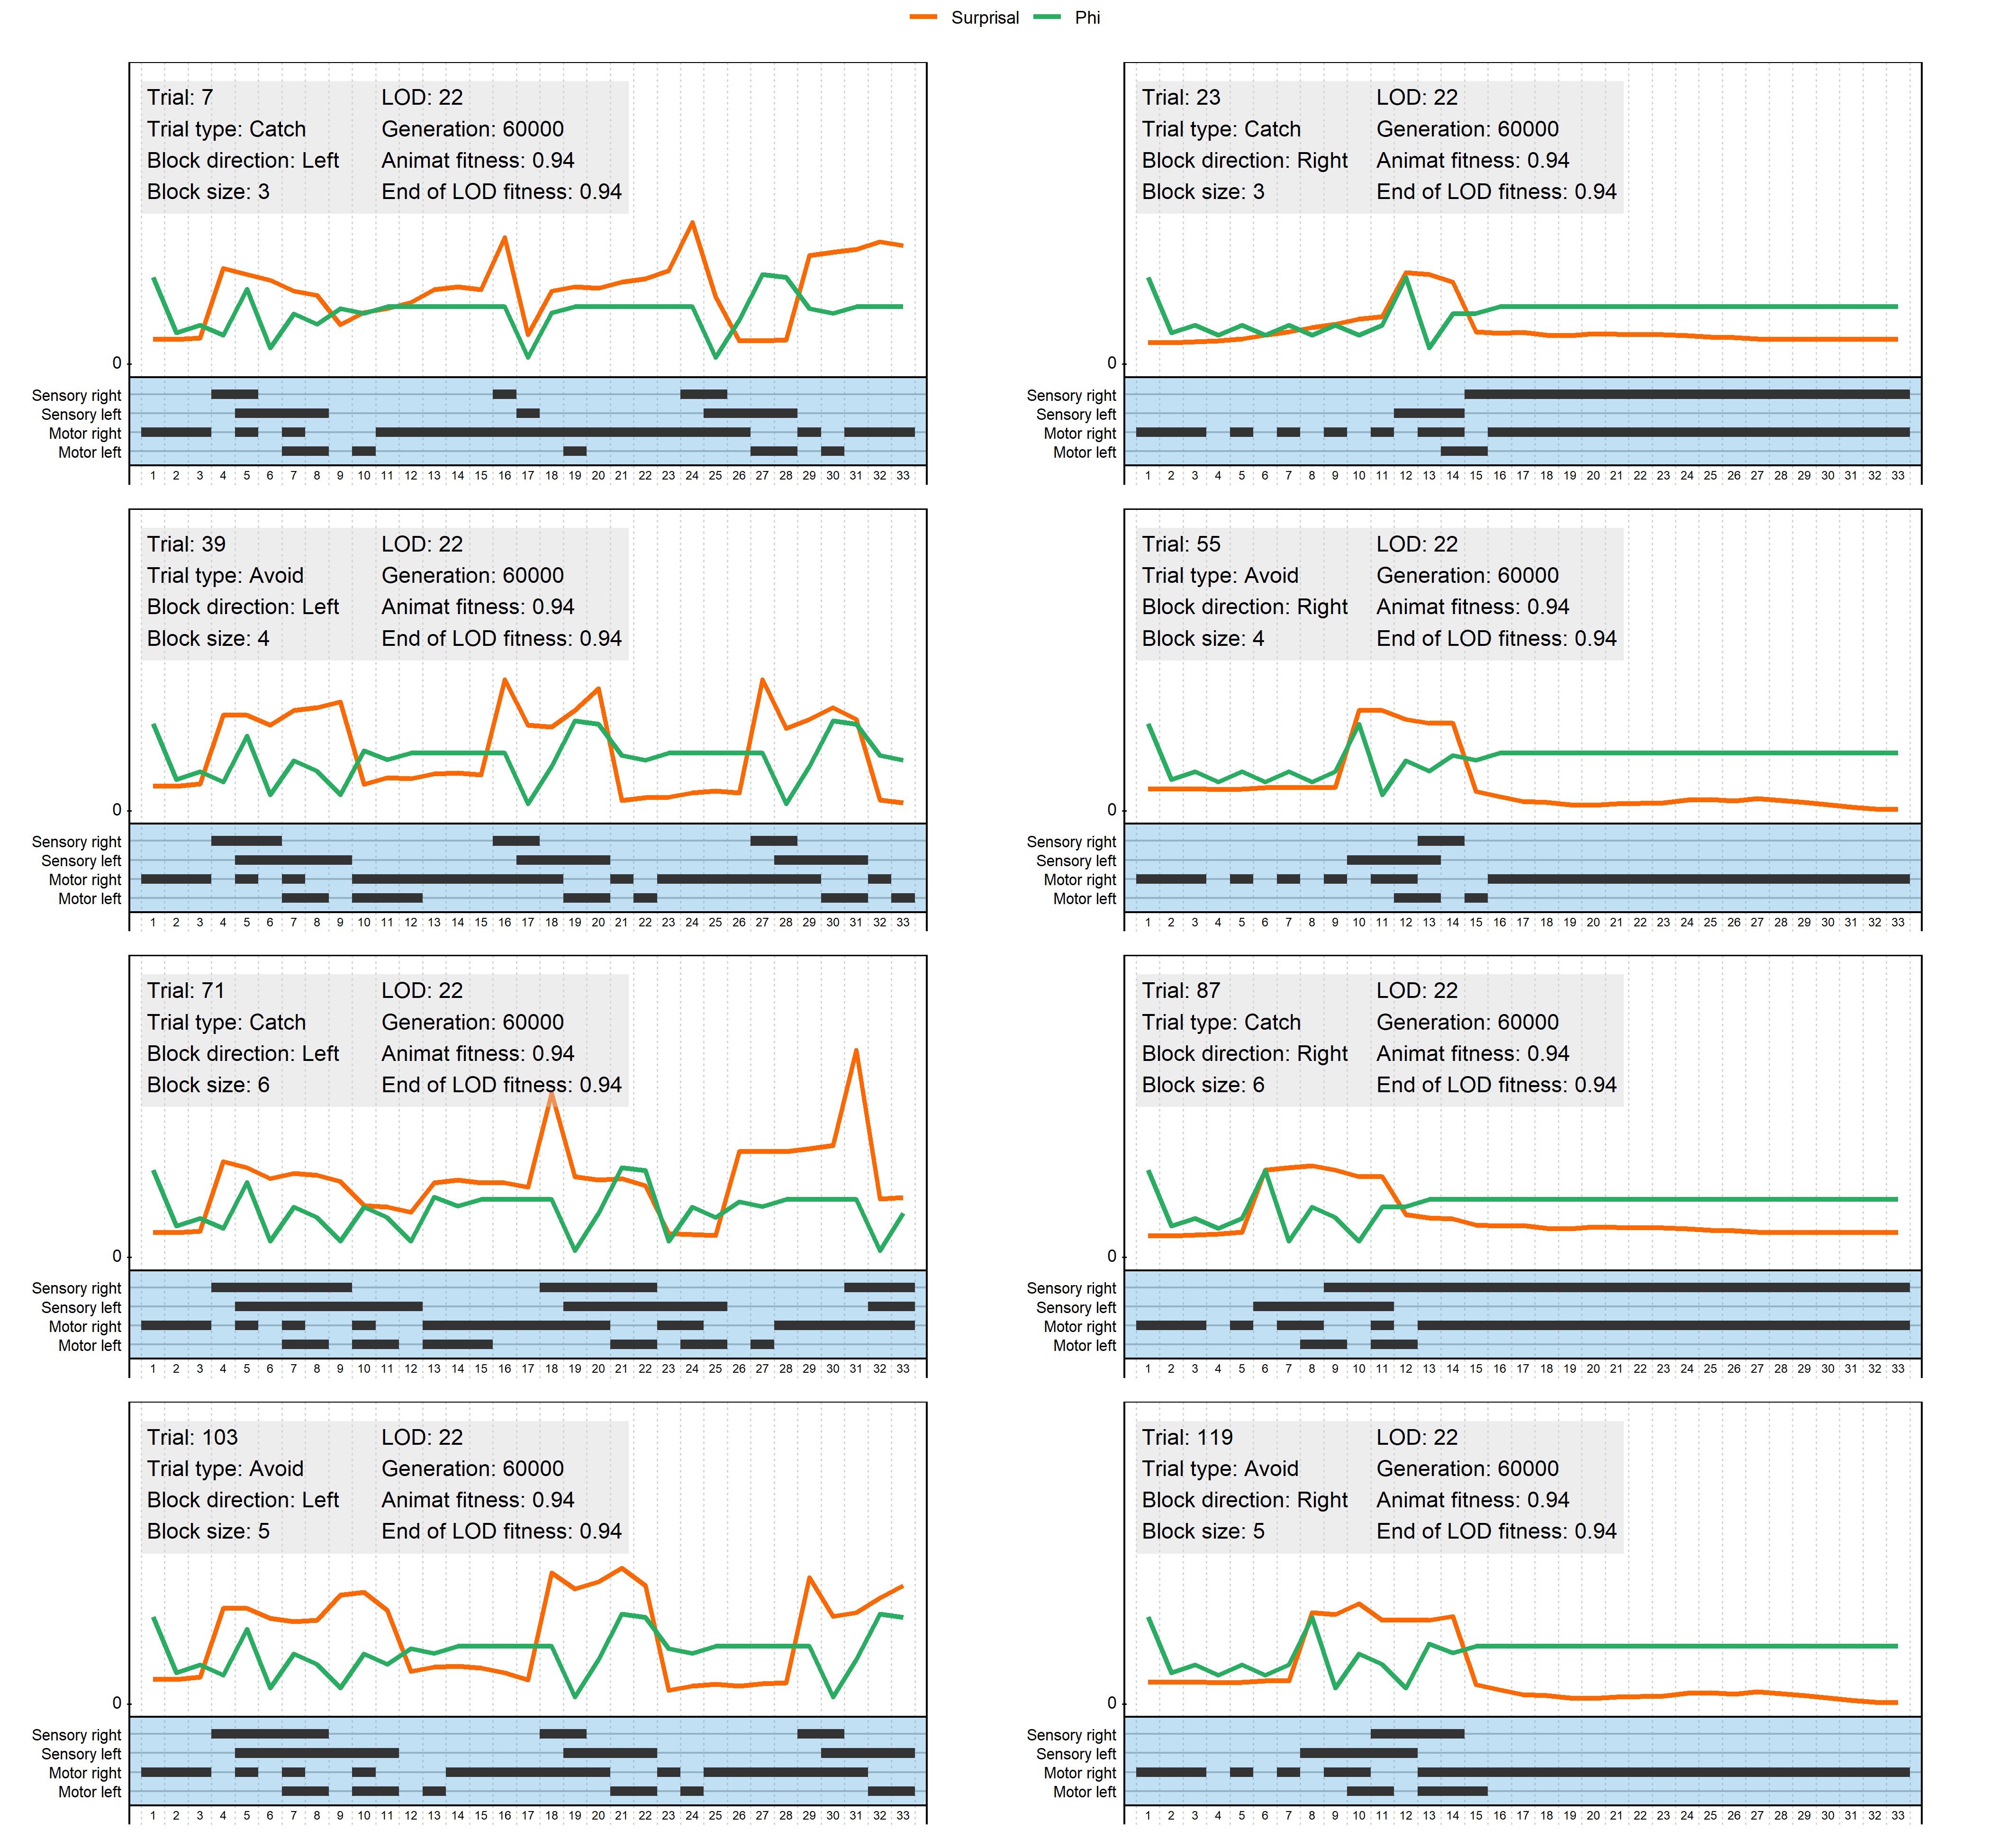 Surprisal Phi
Trial: 7 LOD: 22
Trial type: Catch Generation: 60000
Block direction: Left Animat fitness: 0.94
Block size: 3 End of LOD fitness: 0.94
0
Sensory right
Sensory left
Motor right
Motor left
1 2 3 4 5 6 7 8 9 10 11 12 13 14 15 16 17 18 19 20 21 22 23 24 25 26 27 28 29 30 31 32 33
Trial: 23 LOD: 22
Trial type: Catch Generation: 60000
Block direction: Right Animat fitness: 0.94
Block size: 3 End of LOD fitness: 0.94
0
Sensory right
Sensory left
Motor right
Motor left
1 2 3 4 5 6 7 8 9 10 11 12 13 14 15 16 17 18 19 20 21 22 23 24 25 26 27 28 29 30 31 32 33
Trial: 39 LOD: 22
Trial type: Avoid Generation: 60000
Block direction: Left Animat fitness: 0.94
Block size: 4 End of LOD fitness: 0.94
0
Sensory right
Sensory left
Motor right
Motor left
1 2 3 4 5 6 7 8 9 10 11 12 13 14 15 16 17 18 19 20 21 22 23 24 25 26 27 28 29 30 31 32 33
Trial: 55 LOD: 22
Trial type: Avoid Generation: 60000
Block direction: Right Animat fitness: 0.94
Block size: 4 End of LOD fitness: 0.94
0
Sensory right
Sensory left
Motor right
Motor left
1 2 3 4 5 6 7 8 9 10 11 12 13 14 15 16 17 18 19 20 21 22 23 24 25 26 27 28 29 30 31 32 33
Trial: 71 LOD: 22
Trial type: Catch Generation: 60000
Block direction: Left Animat fitness: 0.94
Block size: 6 End of LOD fitness: 0.94
0
Sensory right
Sensory left
Motor right
Motor left
1 2 3 4 5 6 7 8 9 10 11 12 13 14 15 16 17 18 19 20 21 22 23 24 25 26 27 28 29 30 31 32 33
Trial: 87 LOD: 22
Trial type: Catch Generation: 60000
Block direction: Right Animat fitness: 0.94
Block size: 6 End of LOD fitness: 0.94
0
Sensory right
Sensory left
Motor right
Motor left
1 2 3 4 5 6 7 8 9 10 11 12 13 14 15 16 17 18 19 20 21 22 23 24 25 26 27 28 29 30 31 32 33
Trial: 103 LOD: 22
Trial type: Avoid Generation: 60000
Block direction: Left Animat fitness: 0.94
Block size: 5 End of LOD fitness: 0.94
0
Sensory right
Sensory left
Motor right
Motor left
1 2 3 4 5 6 7 8 9 10 11 12 13 14 15 16 17 18 19 20 21 22 23 24 25 26 27 28 29 30 31 32 33
Trial: 119 LOD: 22
Trial type: Avoid Generation: 60000
Block direction: Right Animat fitness: 0.94
Block size: 5 End of LOD fitness: 0.94
0
Sensory right
Sensory left
Motor right
Motor left
1 2 3 4 5 6 7 8 9 10 11 12 13 14 15 16 17 18 19 20 21 22 23 24 25 26 27 28 29 30 31 32 33